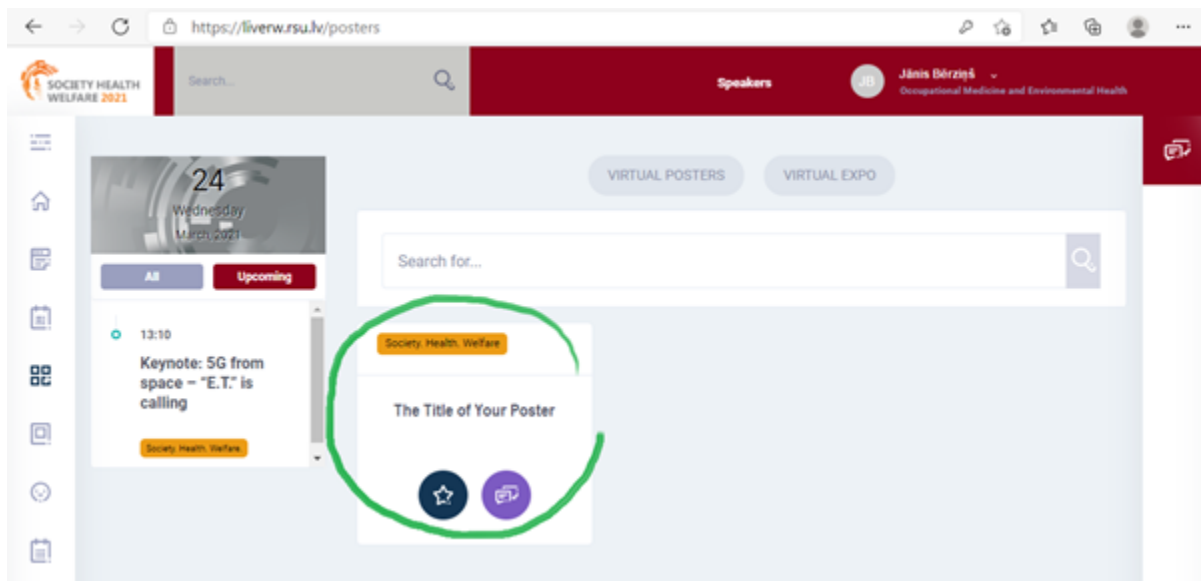 https://liverw.rsu.lv/posters
SOCIETY HEALTH
WELFARE 2021
Search...
Speakers
JB
Jānis Bērziņš
Occupational Medicine and Environmental Health
24
Wednesday
March, 2021
All
Upcoming
13:10
Keynote: 5G from
space – "E.T." is
calling
Society. Health. Welfare.
VIRTUAL POSTERS
VIRTUAL EXPO
Search for...
Society. Health. Welfare
The Title of Your Poster